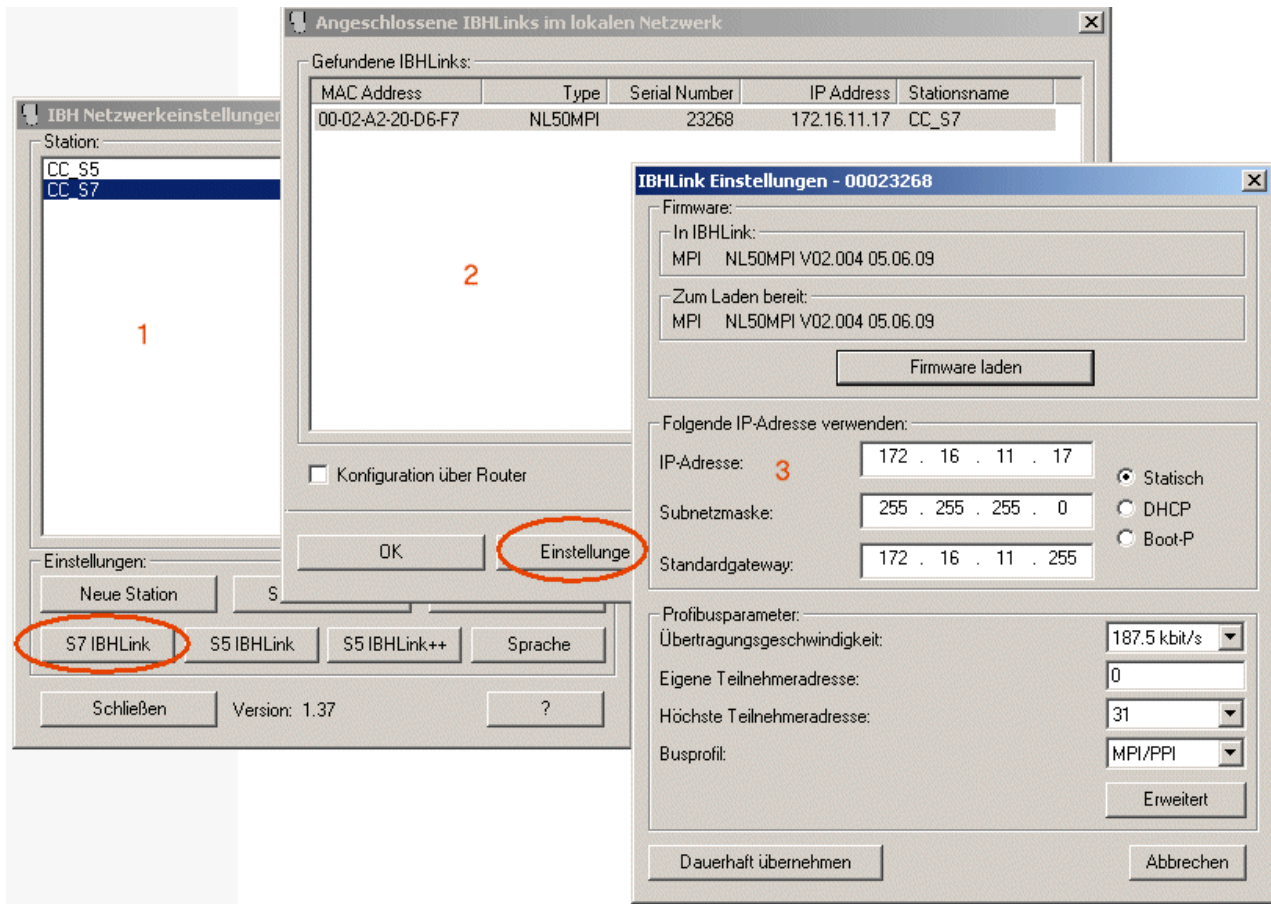 IBH Netzwerkeinstellungen
Station:
CC_S5
CC_S7
1
Einstellungen:
Neue Station
S
S7 IBHLink
S5 IBHLink
S5 IBHLink++
Sprache
Schließen
Version: 1.37
?
Angeschlossene IBHLinks im lokalen Netzwerk
Gefundene IBHLinks:
MAC Address Type Serial Number IP Address Stationsname
00-02-A2-20-D6-F7 NL50MPI 23268 172.16.11.17 CC_S7
2
Konfiguration über Router
OK
Einstellunge
IBHLink Einstellungen - 00023268
Firmware:
In IBHLink:
MPI NL50MPI V02.004 05.06.09
Zum Laden bereit:
MPI NL50MPI V02.004 05.06.09
Firmware laden
Folgende IP-Adresse verwenden:
IP-Adresse: 3 172 . 16 . 11 . 17
Subnetzmaske: 255 . 255 . 255 . 0
Standardgateway: 172 . 16 . 11 . 255
Statisch
DHCP
Boot-P
Profibusparameter:
Übertragungsgeschwindigkeit: 187.5 kbit/s
Eigene Teilnehmeradresse: 0
Höchste Teilnehmeradresse: 31
Busprofil: MPI/PPI
Erweitert
Dauerhaft übernehmen
Abbrechen